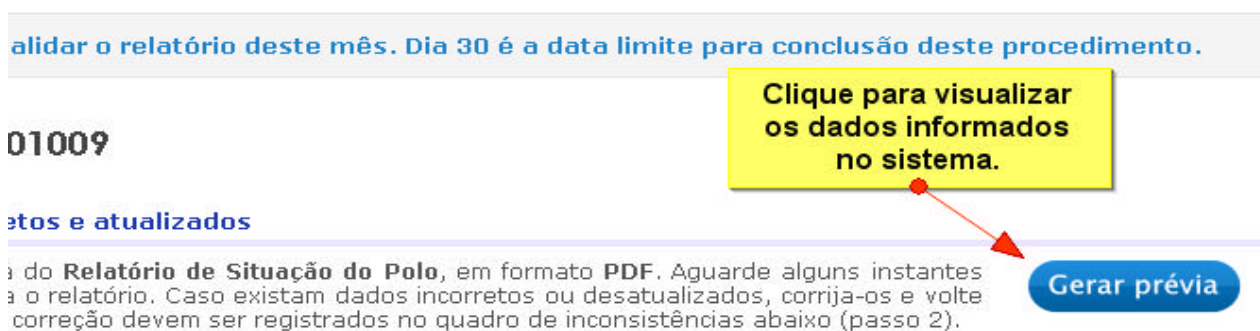 alidar o relatório deste mês. Dia 30 é a data limite para conclusão deste procedimento.
Clique para visualizar
os dados informados
no sistema.
01009
etos e atualizados
a do Relatório de Situação do Polo, em formato PDF. Aguarde alguns instantes
a o relatório. Caso existam dados incorretos ou desatualizados, corrija-os e volte
correção devem ser registrados no quadro de inconsistências abaixo (passo 2).
Gerar prévia